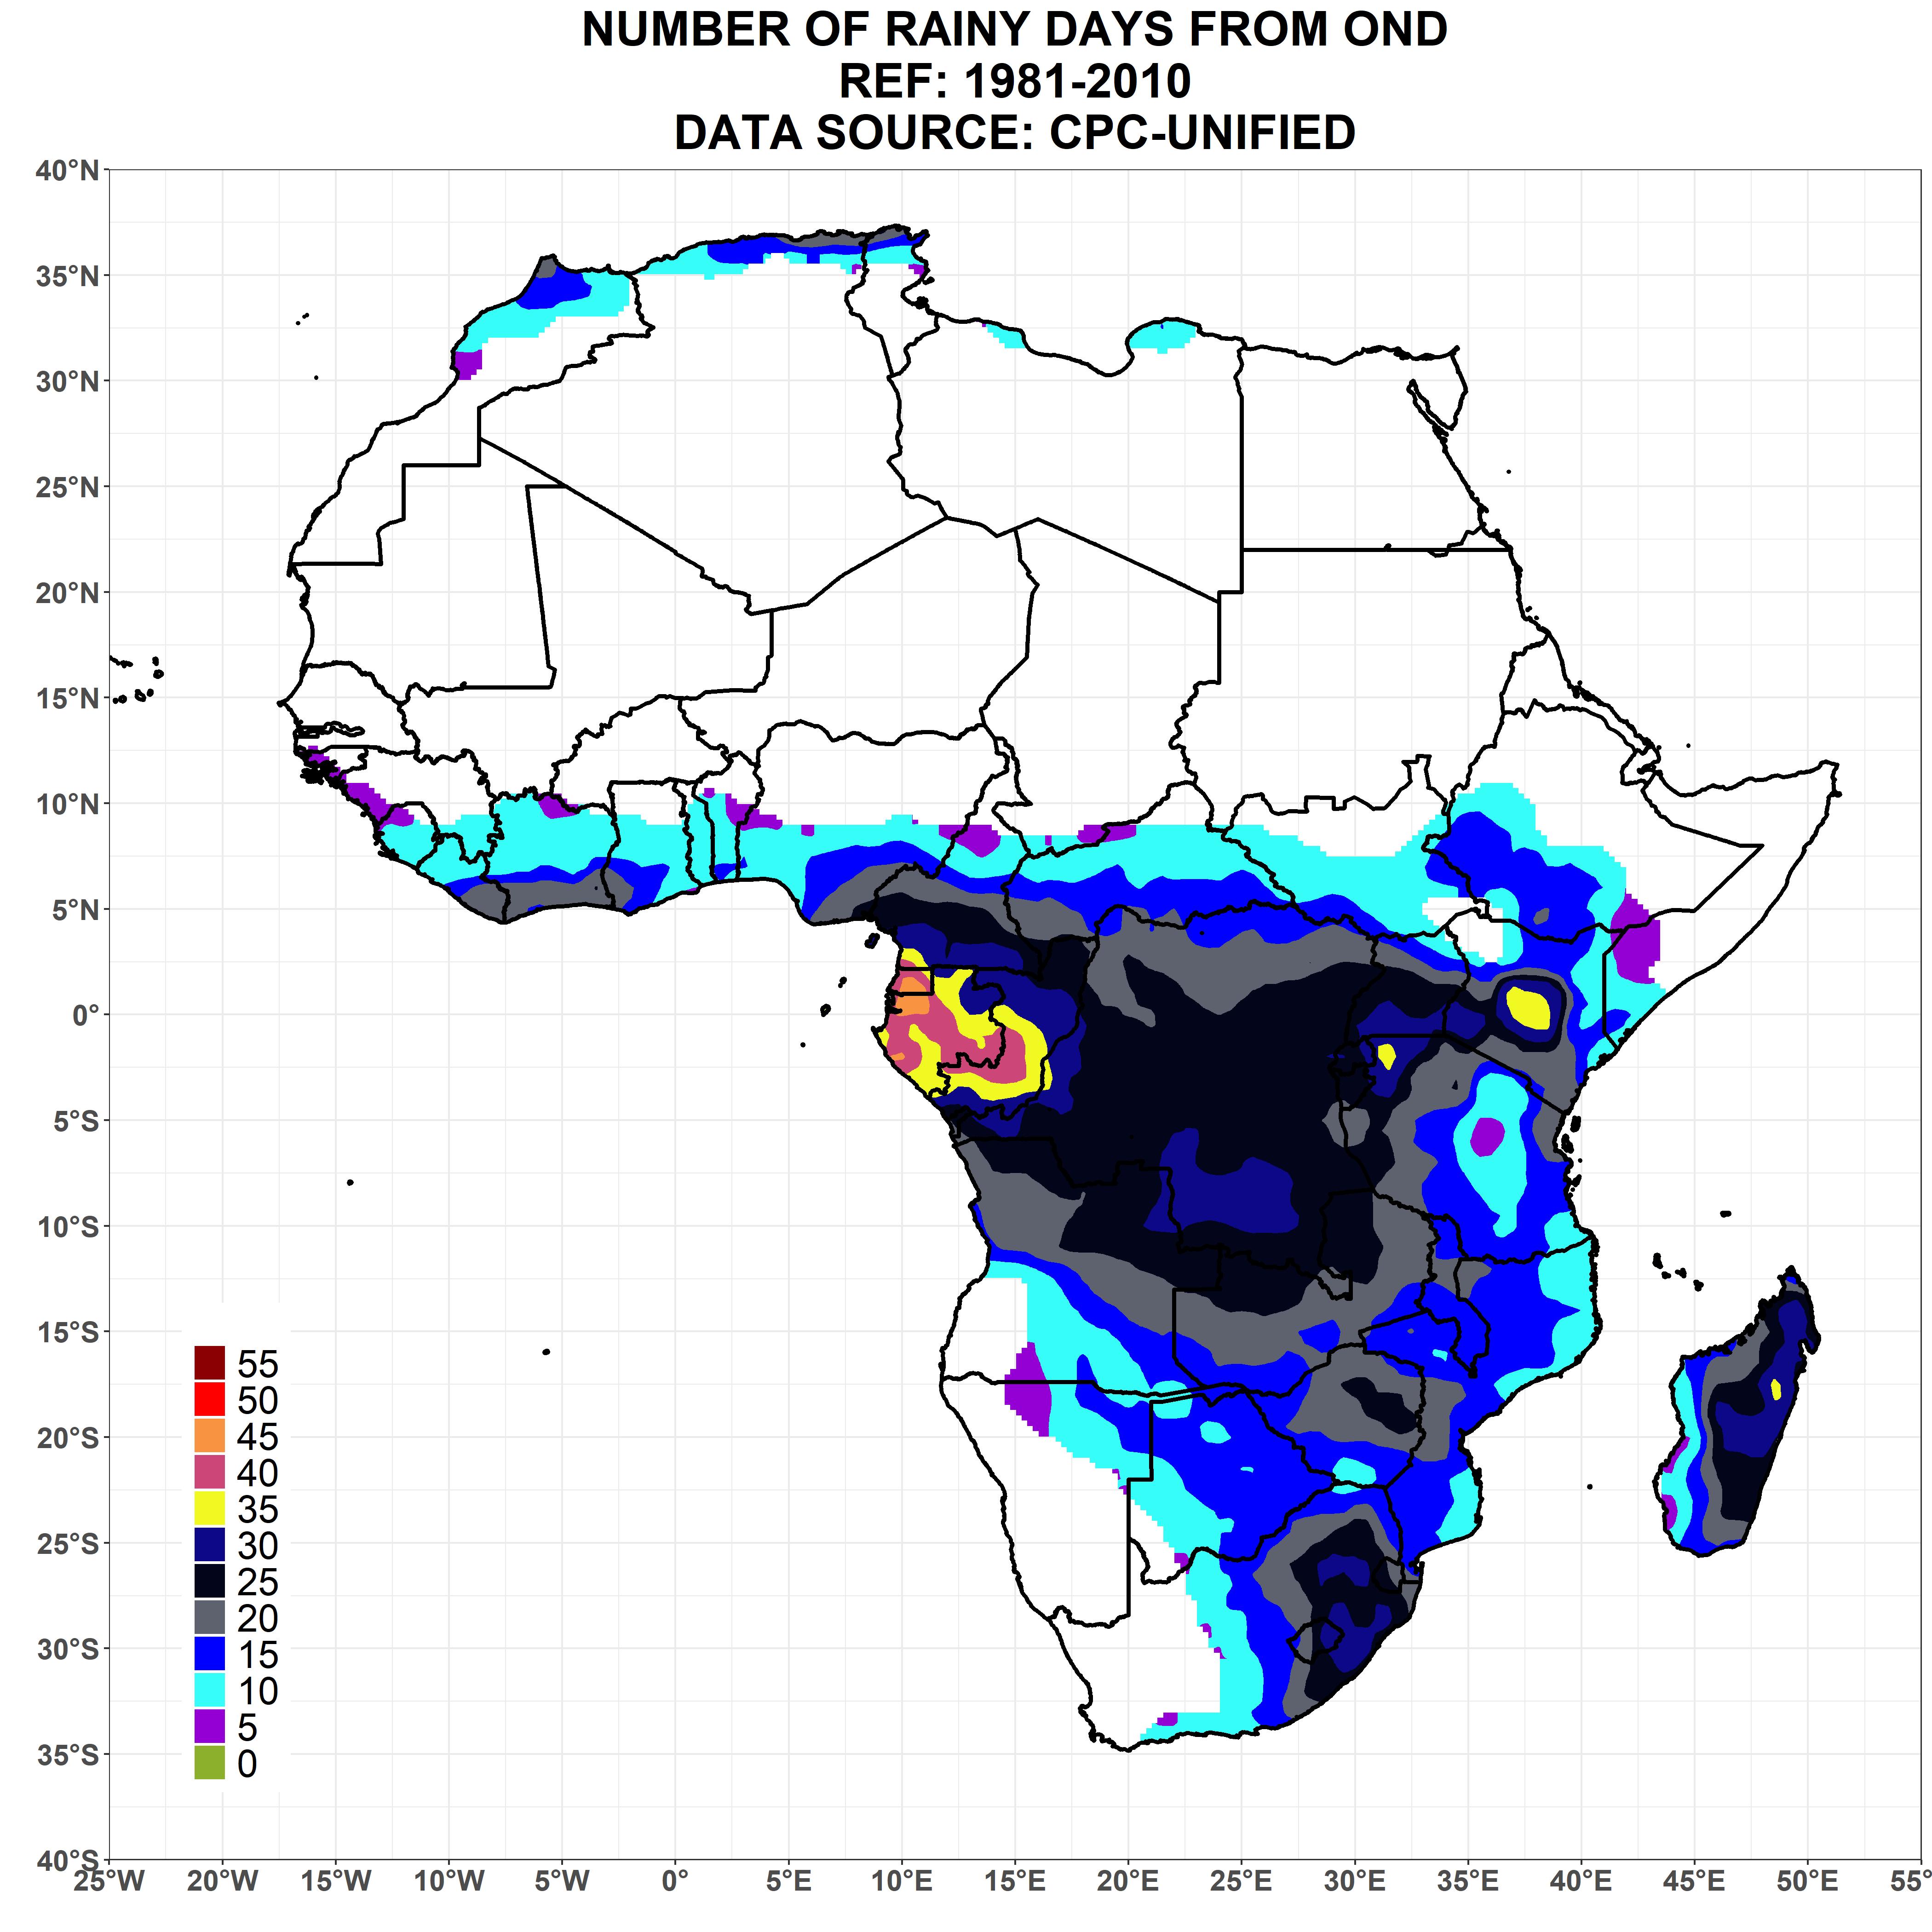 NUMBER OF RAINY DAYS FROM OND
REF: 1981-2010
DATA SOURCE: CPC-UNIFIED
40°N
35°N
30°N
25°N
20°N
15°N
10°N
5°N
0°
5°S
10°S
15°S
20°S
25°S
30°S
35°S
40°S
55
50
45
40
35
30
25
20
15
10
5
0
25°W 20°W 15°W 10°W 5°W 0° 5°E 10°E 15°E 20°E 25°E 30°E 35°E 40°E 45°E 50°E 55°